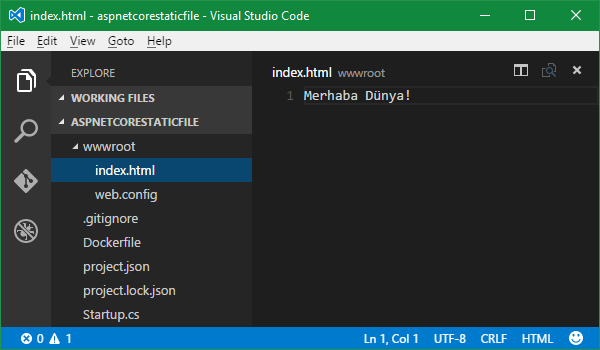 index.html - aspnetcorestaticfile - Visual Studio Code
File Edit View Goto Help
EXPLORE
WORKING FILES
ASPNETCORESTATICFILE
wwwroot
index.html
web.config
.gitignore
Dockerfile
project.json
project.lock.json
Startup.cs
index.html wwwroot
1 Merhaba Dünya!
0 1 Ln 1, Col 1 UTF-8 CRLF HTML